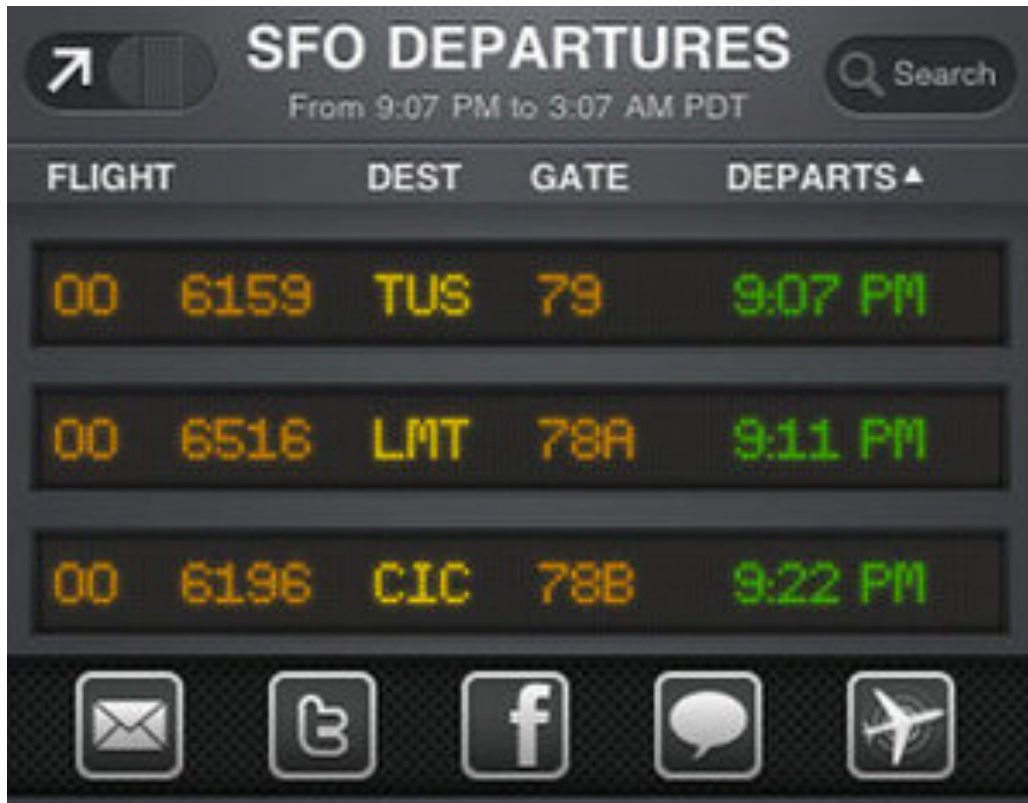 SFO DEPARTURES
Search
From 9:07 PM to 3:07 AM PDT
FLIGHT DEST GATE DEPARTS▲
OO 6159 TUS 79 9:07 PM
OO 6516 LMT 78A 9:11 PM
OO 6196 CIC 78B 9:22 PM